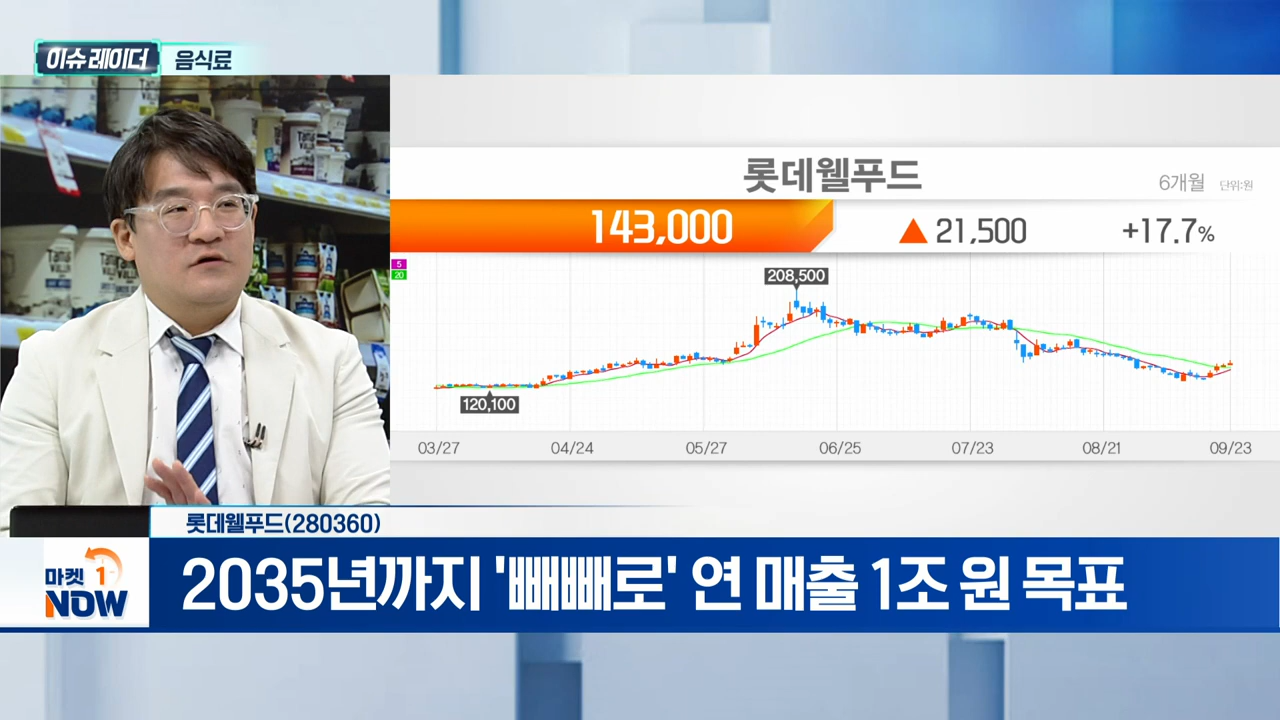 이슈 레이더 음식료
롯데웰푸드
6개월 단위:원
143,000 ▲ 21,500 +17.7%
5
20
208,500
120,100
03/27 04/24 05/27 06/25 07/23 08/21 09/23
롯데웰푸드(280360)
마켓 1
NOW
2035년까지 '빼빼로' 연 매출 1조 원 목표